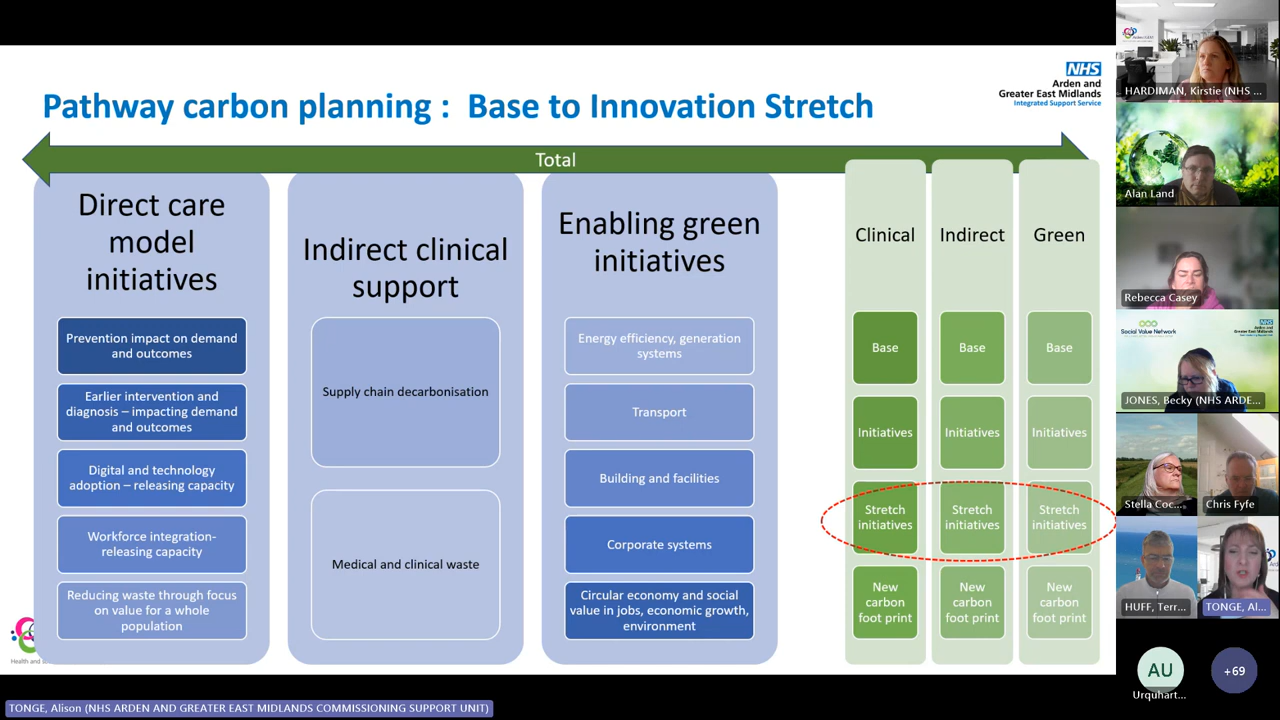 Pathway carbon planning : Base to Innovation Stretch
NHS
Arden and
Greater East Midlands
Integrated Support Service
Total
Direct care
model
initiatives
Prevention impact on demand
and outcomes
Earlier intervention and
diagnosis – impacting demand
and outcomes
Digital and technology
adoption – releasing capacity
Workforce integration-
releasing capacity
Reducing waste through focus
on value for a whole
population
Indirect clinical
support
Supply chain decarbonisation
Medical and clinical waste
Enabling green
initiatives
Energy efficiency, generation
systems
Transport
Building and facilities
Corporate systems
Circular economy and social
value in jobs, economic growth,
environment
Clinical
Base
Initiatives
Stretch
initiatives
New
carbon
foot print
Indirect
Base
Initiatives
Stretch
initiatives
New
carbon
foot print
Green
Base
Initiatives
Stretch
initiatives
New
carbon
foot print
HARDIMAN, Kirstie (NHS ...
Alan Land
Rebecca Casey
Social Value Network
NHS
JONES, Becky (NHS ARDE...
Stella Coc...
Chris Fyfe
HUFF, Terr...
TONGE, Al...
AU
Urquhart...
+69
TONGE, Alison (NHS ARDEN AND GREATER EAST MIDLANDS COMMISSIONING SUPPORT UNIT)